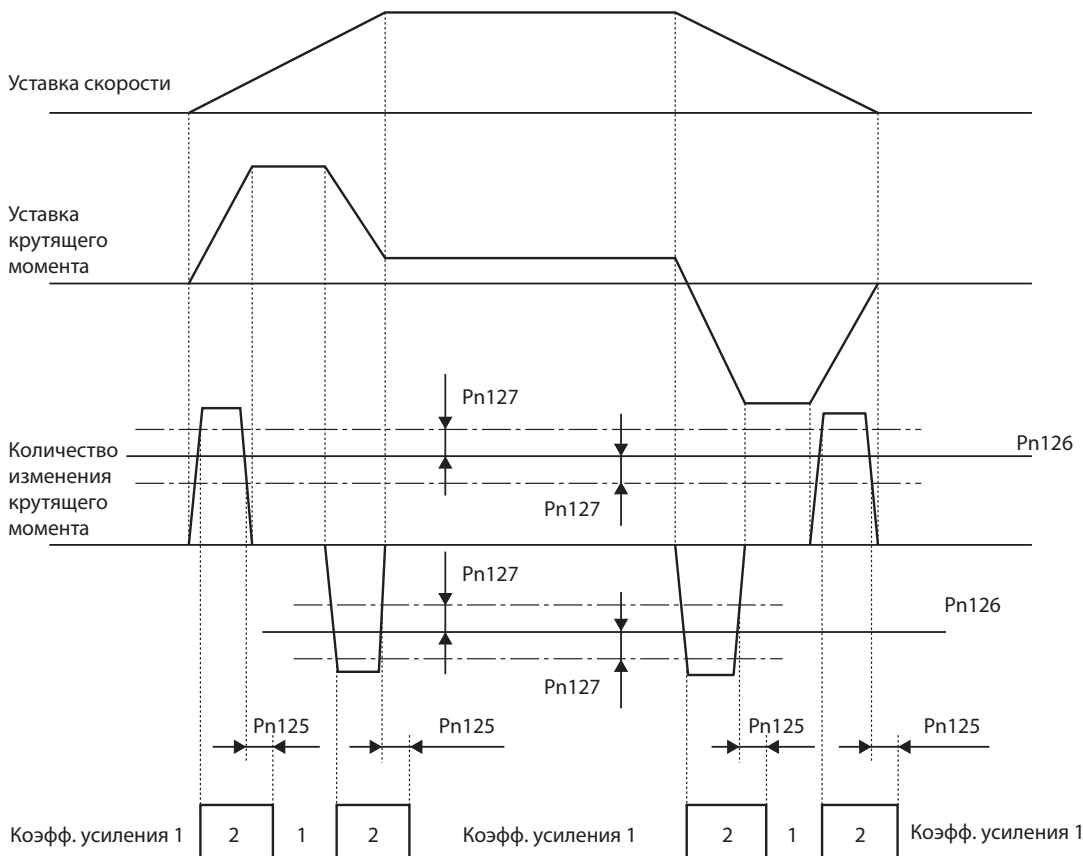 Уставка скорости
Уставка
крутящего
момента
Pn127
Количество
изменения
крутящего
момента
Pn126
Pn127
Pn127
Pn126
Pn127
Pn125
Pn125
Pn125
Pn125
Коэфф. усиления 1
2
1
2
Коэфф. усиления 1
2
1
2
Коэфф. усиления 1